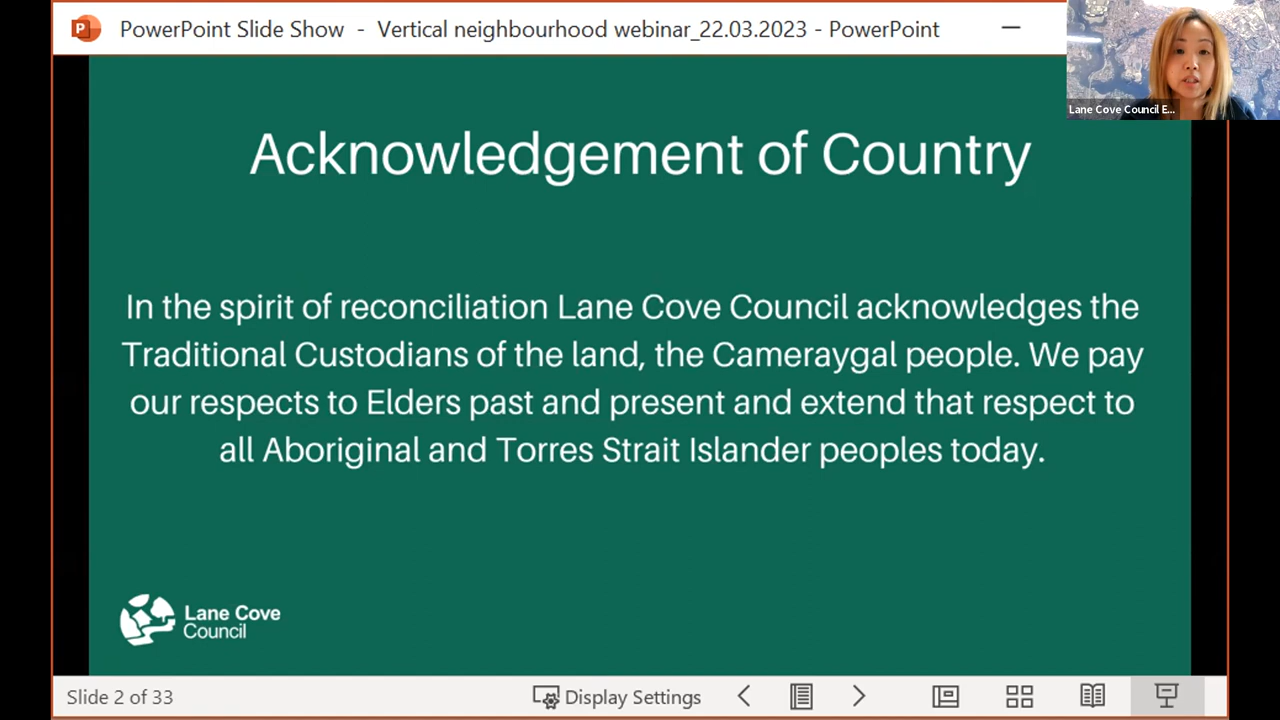 PowerPoint Slide Show - Vertical neighbourhood webinar_22.03.2023 - PowerPoint
Lane Cove Council E...
Acknowledgement of Country
In the spirit of reconciliation Lane Cove Council acknowledges the
Traditional Custodians of the land, the Cameraygal people. We pay
our respects to Elders past and present and extend that respect to
all Aboriginal and Torres Strait Islander peoples today.
Lane Cove
Council
Slide 2 of 33
Display Settings